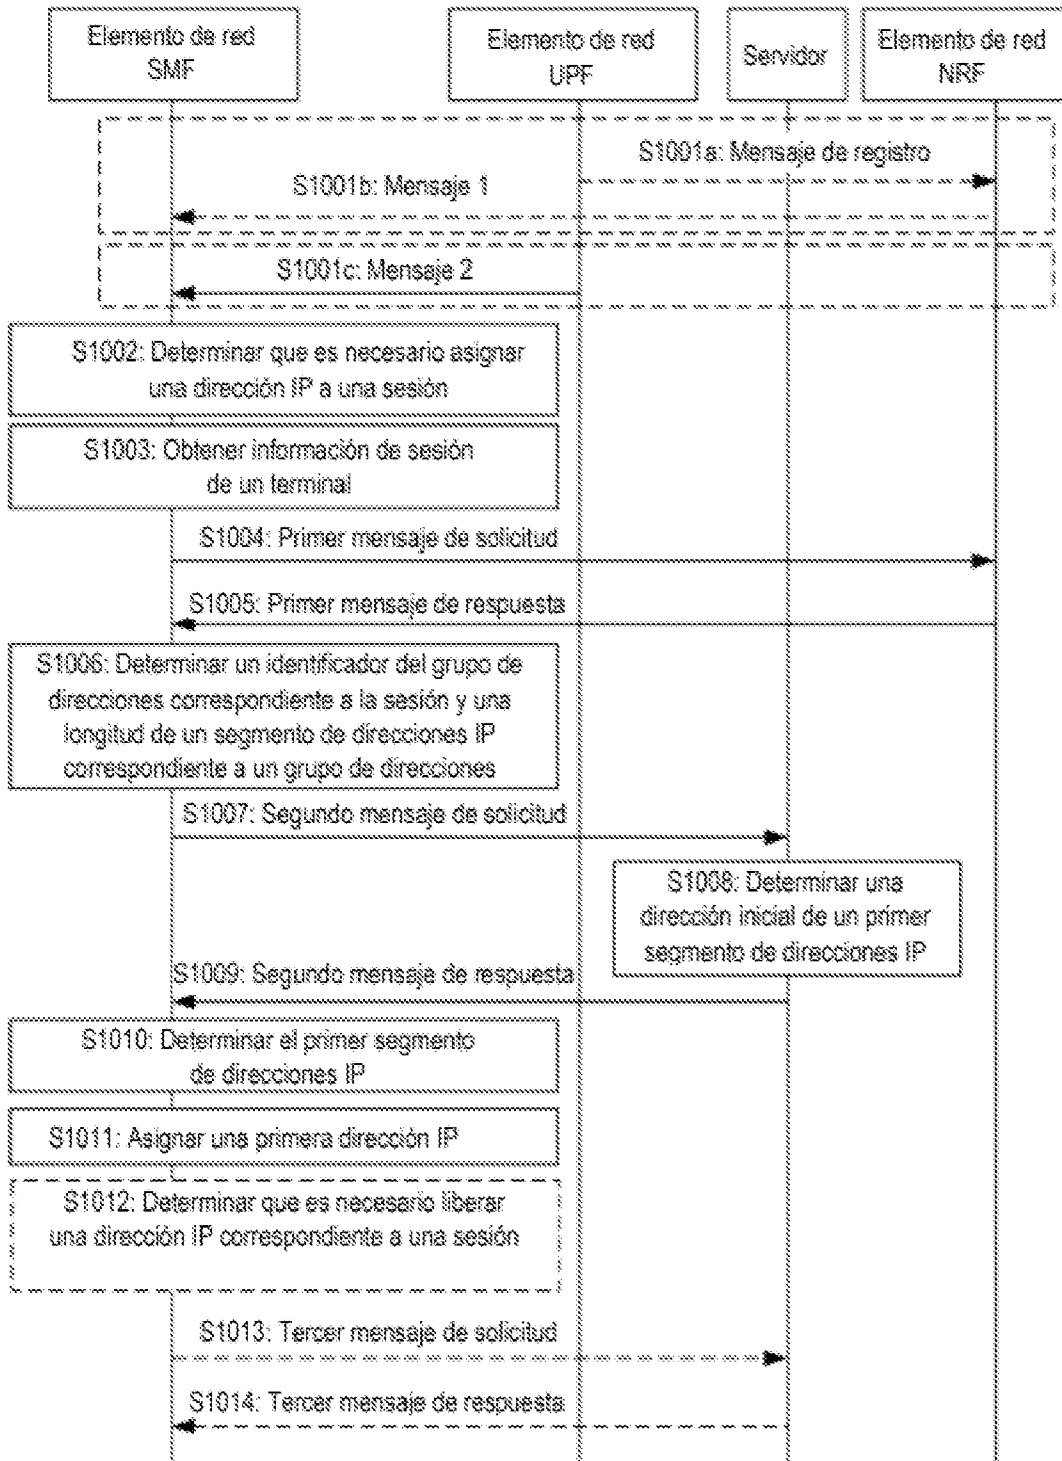 Elemento de red
SMF
Elemento de red
UPF
Servidor
Elemento de red
NRF
S1001a: Mensaje de registro
S1001b: Mensaje 1
S1001c: Mensaje 2
S1002: Determinar que es necesario asignar
una dirección IP a una sesión
S1003: Obtener información de sesión
de un terminal
S1004: Primer mensaje de solicitud
S1005: Primer mensaje de respuesta
S1006: Determinar un identificador del grupo de
direcciones correspondiente a la sesión y una
longitud de un segmento de direcciones IP
correspondiente a un grupo de direcciones
S1007: Segundo mensaje de solicitud
S1008: Determinar una
dirección inicial de un primer
segmento de direcciones IP
S1009: Segundo mensaje de respuesta
S1010: Determinar el primer segmento
de direcciones IP
S1011: Asignar una primera dirección IP
S1012: Determinar que es necesario liberar
una dirección IP correspondiente a una sesión
S1013: Tercer mensaje de solicitud
S1014: Tercer mensaje de respuesta